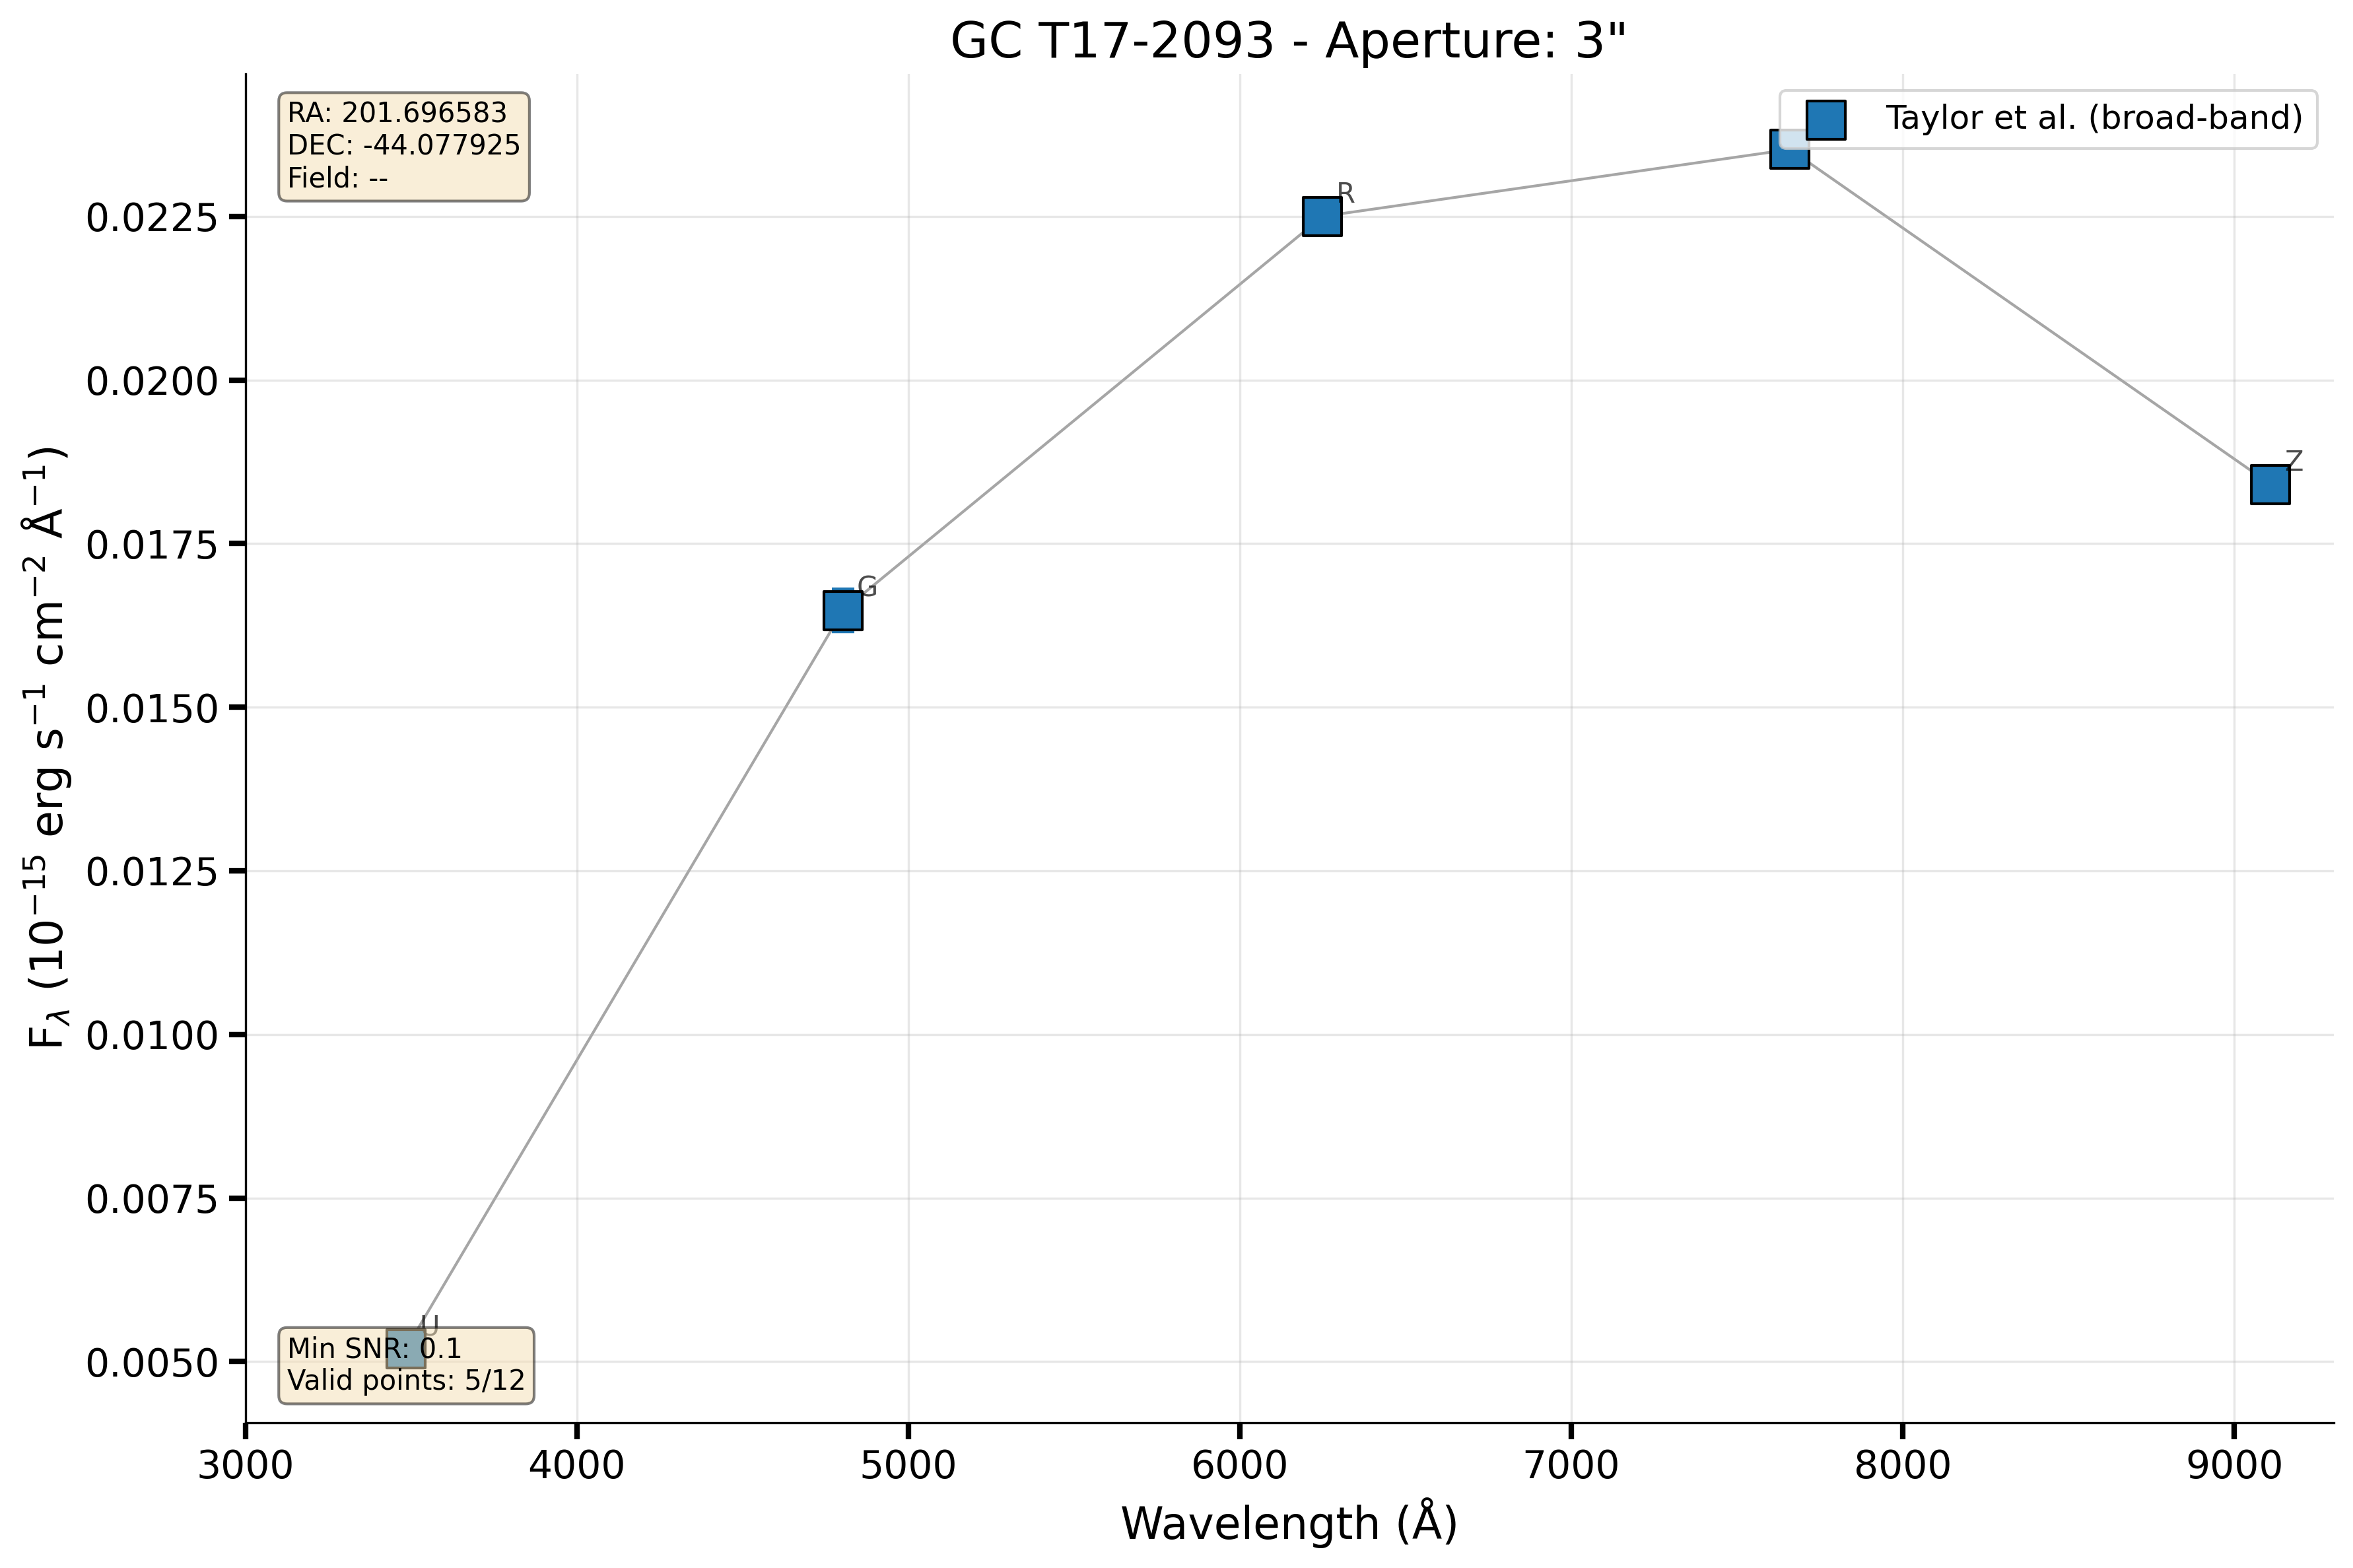 GC T17-2093 - Aperture: 3"
RA: 201.696583
DEC: -44.077925
Field: --
Taylor et al. (broad-band)
R
Z
G
U
Min SNR: 0.1
Valid points: 5/12
0.0225
0.0200
0.0175
0.0150
0.0125
0.0100
0.0075
0.0050
Fλ (10⁻¹⁵ erg s⁻¹ cm⁻² Å⁻¹)
3000 4000 5000 6000 7000 8000 9000
Wavelength (Å)